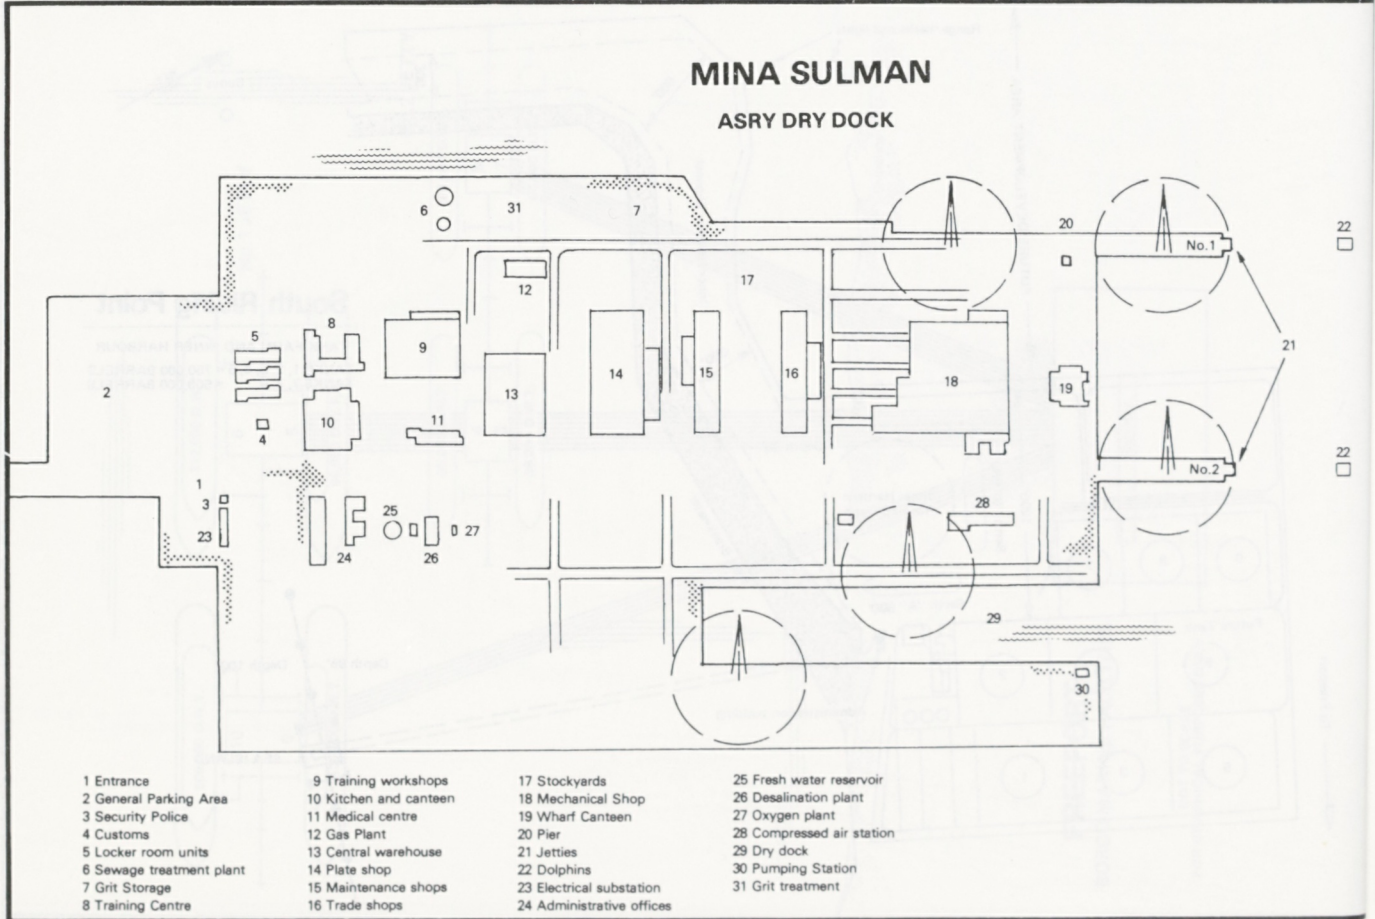 MINA SULMAN
ASRY DRY DOCK
6
31
7
20
22
No.1
12
17
8
5
9
21
2
14
15
16
18
13
19
10
11
4
22
No.2
1
3
25
28
23
24
26
27
29
30
1 Entrance
2 General Parking Area
3 Security Police
4 Customs
5 Locker room units
6 Sewage treatment plant
7 Grit Storage
8 Training Centre
9 Training workshops
10 Kitchen and canteen
11 Medical centre
12 Gas Plant
13 Central warehouse
14 Plate shop
15 Maintenance shops
16 Trade shops
17 Stockyards
18 Mechanical Shop
19 Wharf Canteen
20 Pier
21 Jetties
22 Dolphins
23 Electrical substation
24 Administrative offices
25 Fresh water reservoir
26 Desalination plant
27 Oxygen plant
28 Compressed air station
29 Dry dock
30 Pumping Station
31 Grit treatment